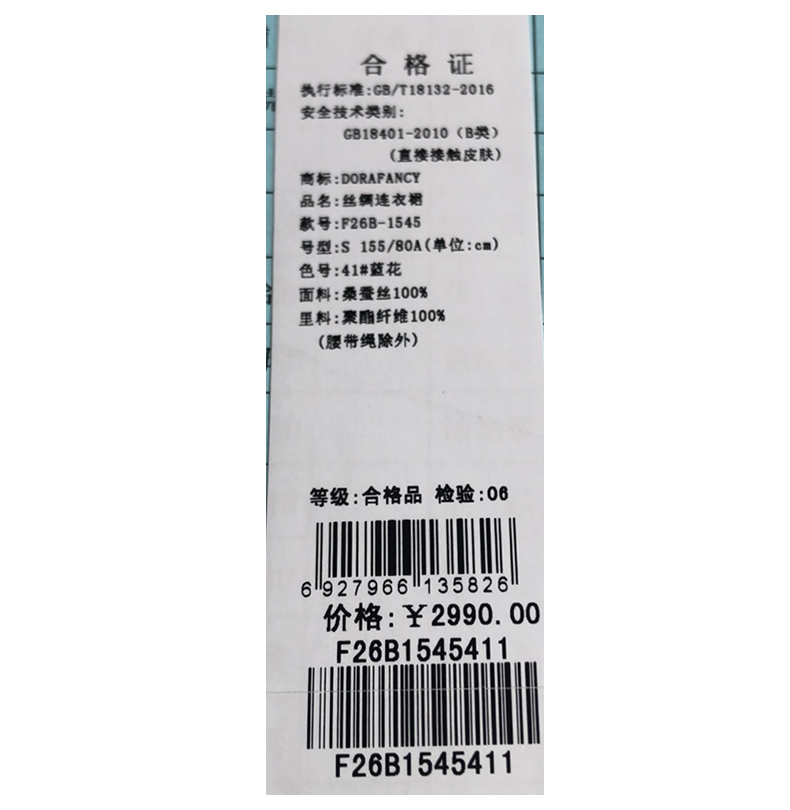 合格证
执行标准:GB/T18132-2016
安全技术类别:
GB18401-2010（B类）
(直接接触皮肤)
商标:DORAFANCY
品名:丝绸连衣裙
款号:F26B-1545
号型:S 155/80A(单位:cm)
色号:41#蓝花
面料:桑蚕丝100%
里料:聚酯纤维100%
(腰带绳除外)
等级:合格品 检验:06
6 927966 135826
价格:￥2990.00
F26B1545411
F26B1545411